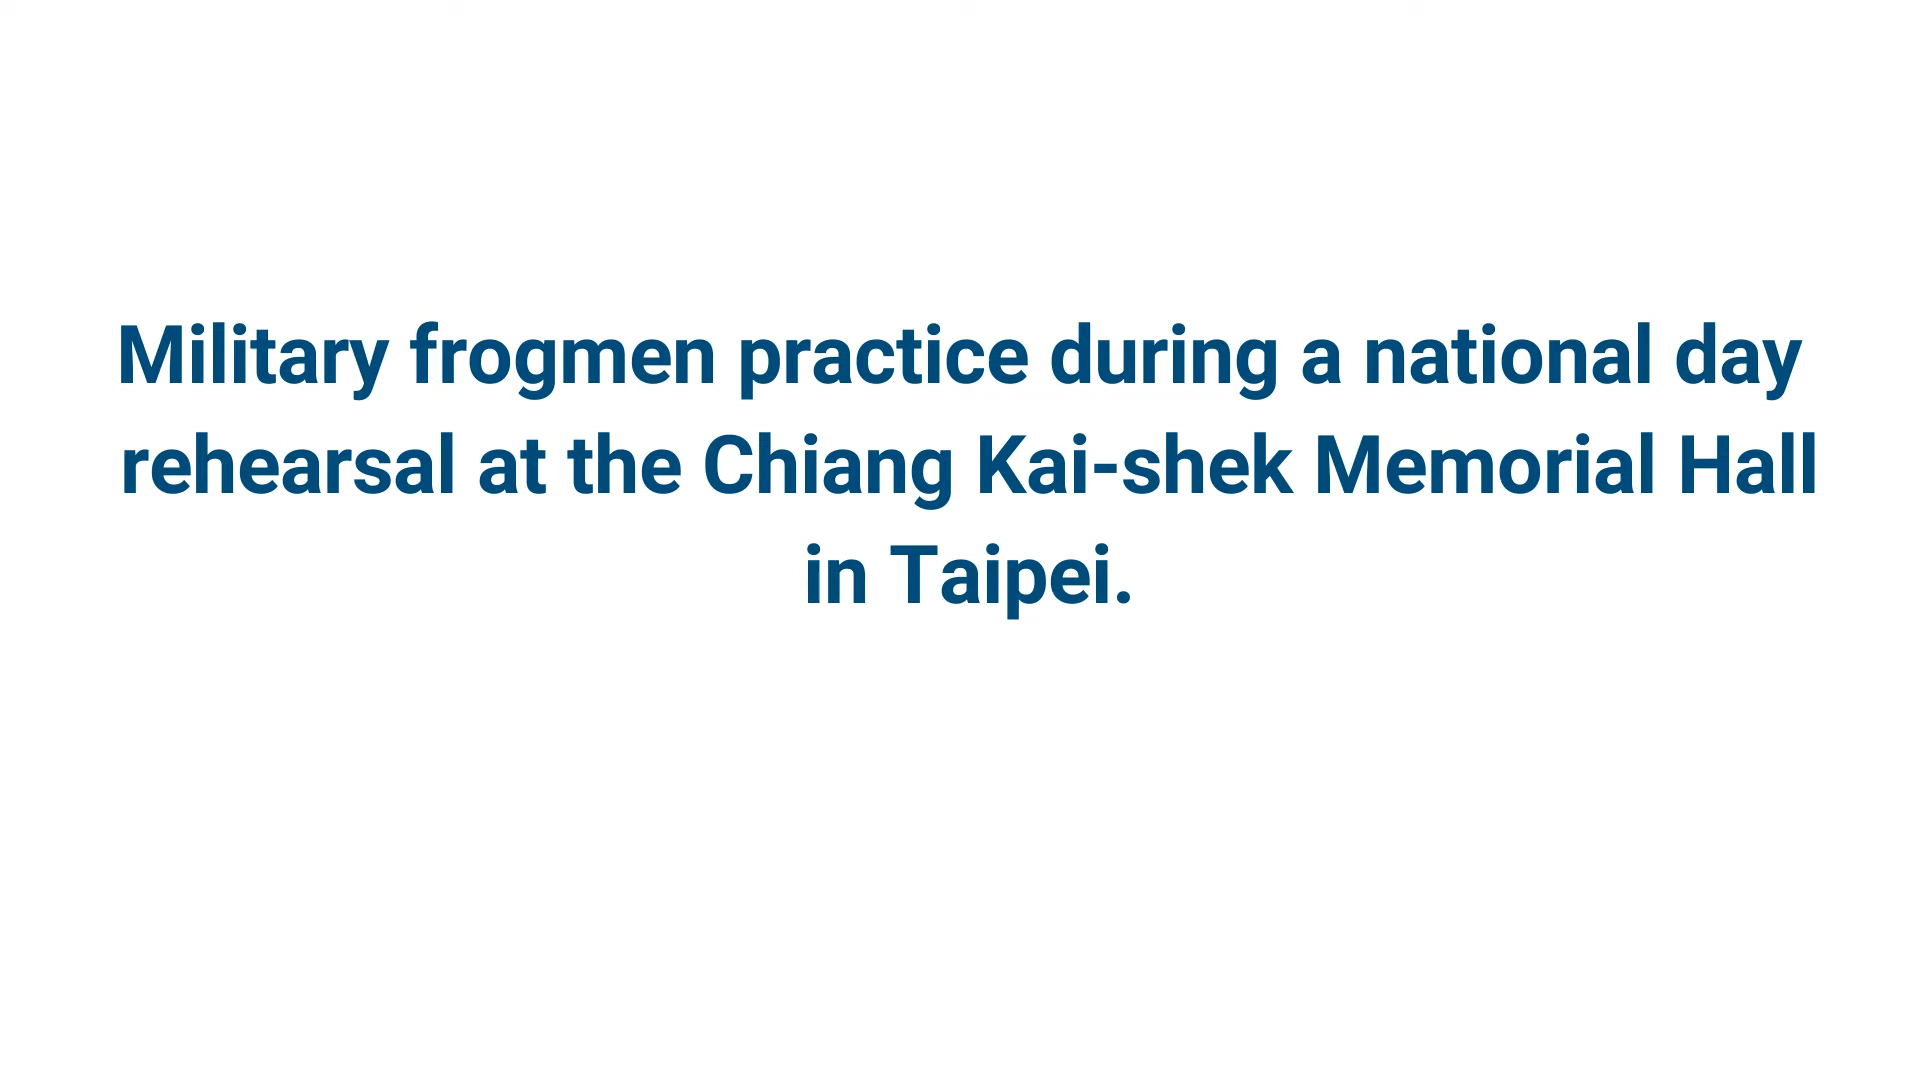 Military frogmen practice during a national day
rehearsal at the Chiang Kai-shek Memorial Hall
in Taipei.